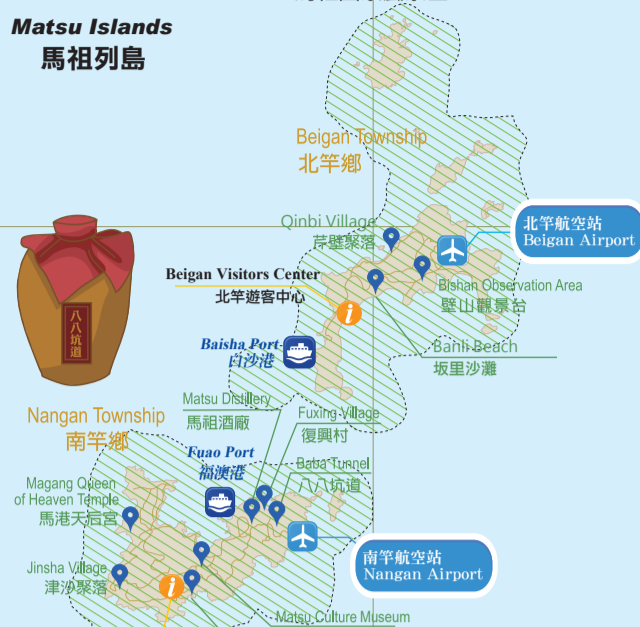 Matsu Islands
馬祖列島
Beigan Township
北竿鄉
Qinbi Village
芹壁聚落
北竿航空站
Beigan Airport
Beigan Visitors Center
北竿遊客中心
Bishan Observation Area
壁山觀景台
Baisha Port
白沙港
Banli Beach
坂里沙灘
八八坑道
Nangan Township
南竿鄉
Matsu Distillery
馬祖酒廠
Fuxing Village
復興村
Fuao Port
福澳港
Baba Tunnel
八八坑道
Magang Queen
of Heaven Temple
馬港天后宮
南竿航空站
Nangan Airport
Jinsha Village
津沙聚落
Matsu Culture Museum